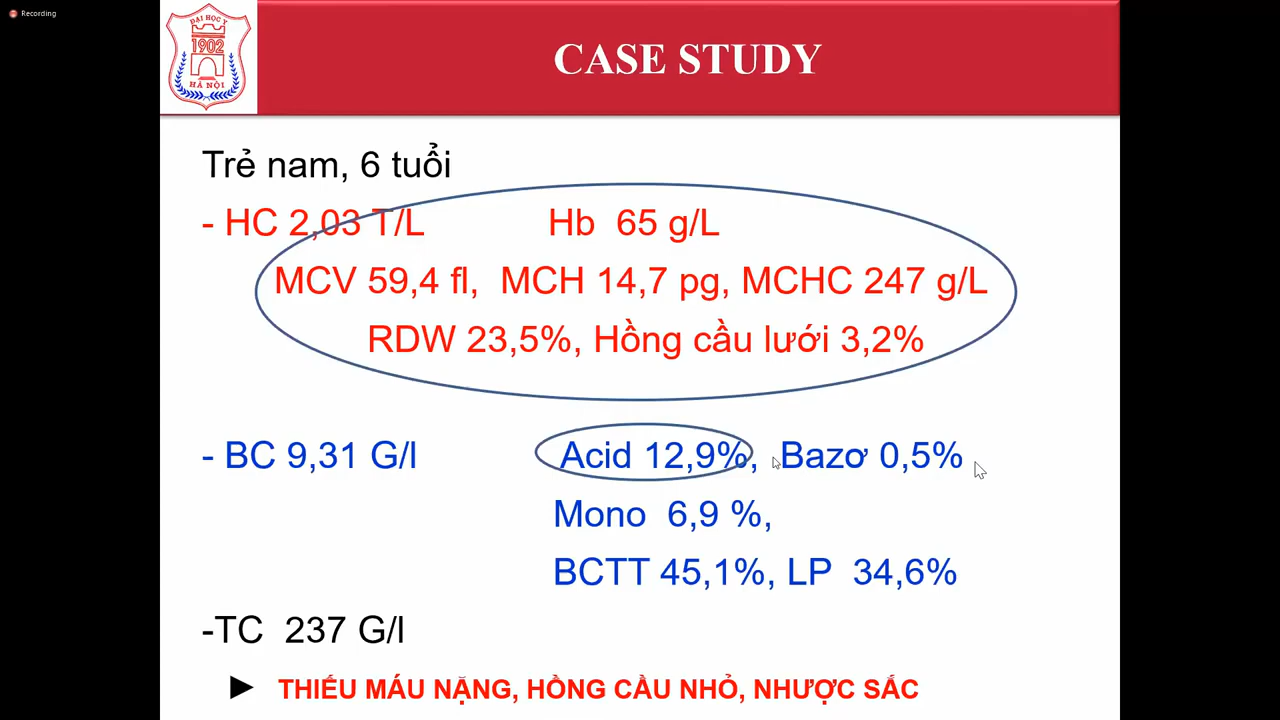 Recording
ĐẠI HỌC Y
1902
HÀ NỘI
CASE STUDY
Trẻ nam, 6 tuổi
- HC 2,03 T/L Hb 65 g/L
MCV 59,4 fl, MCH 14,7 pg, MCHC 247 g/L
RDW 23,5%, Hồng cầu lưới 3,2%
- BC 9,31 G/l Acid 12,9%, Bazơ 0,5%
Mono 6,9 %,
BCTT 45,1%, LP 34,6%
-TC 237 G/l
► THIẾU MÁU NẶNG, HỒNG CẦU NHỎ, NHƯỢC SẮC